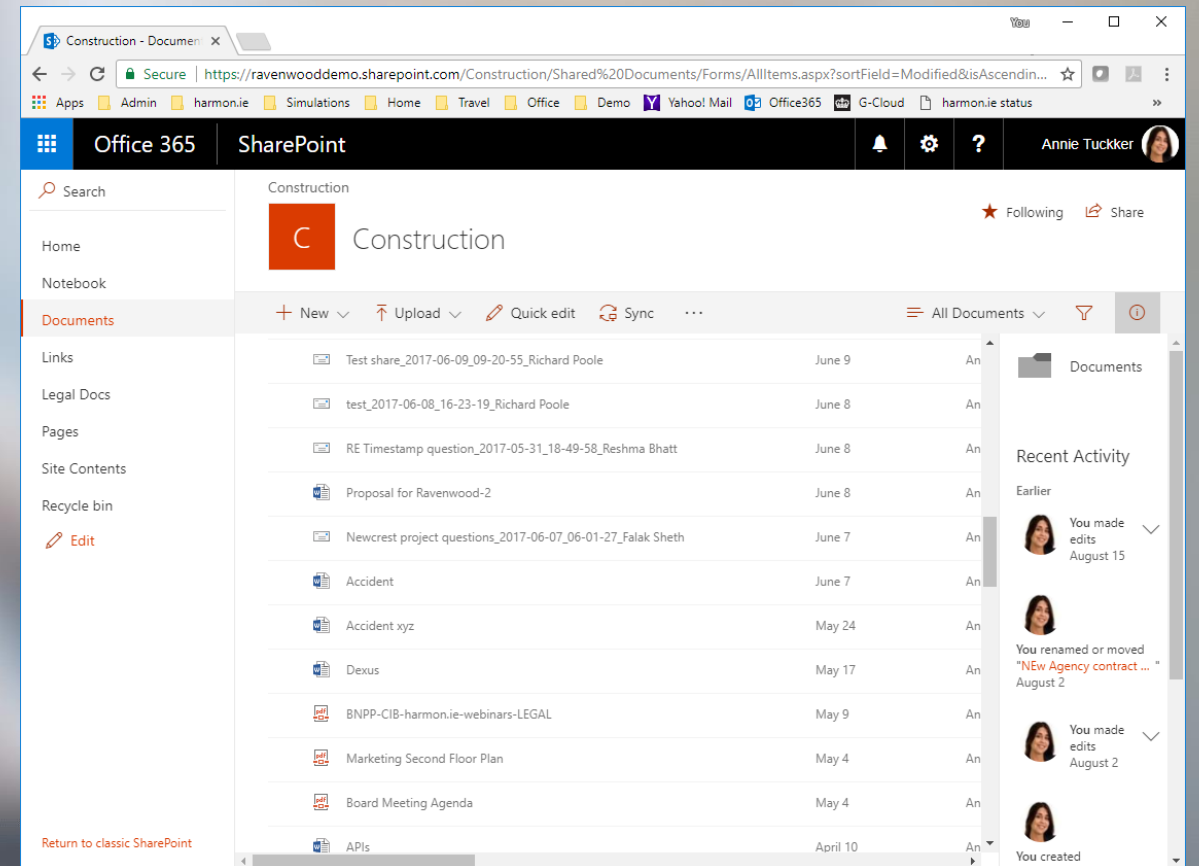 You
Construction - Document
Secure | https://ravenwooddemo.sharepoint.com/Construction/Shared%20Documents/Forms/AllItems.aspx?sortField=Modified&isAscendin...
Apps Admin harmon.ie Simulations Home Travel Office Demo Yahoo! Mail Office365 G-Cloud harmon.ie status »
Office 365 SharePoint ? Annie Tuckker
Search
Home
Notebook
Documents
Links
Legal Docs
Pages
Site Contents
Recycle bin
Edit
Return to classic SharePoint
Construction
C Construction
Following Share
New Upload Quick edit Sync ... All Documents
Test share_2017-06-09_09-20-55_Richard Poole June 9 An
test_2017-06-08_16-23-19_Richard Poole June 8 An
RE Timestamp question_2017-05-31_18-49-58_Reshma Bhatt June 8 An
Proposal for Ravenwood-2 June 8 An
Newcrest project questions_2017-06-07_06-01-27_Falak Sheth June 7 An
Accident June 7 An
Accident xyz May 24 An
Dexus May 17 An
BNPP-CIB-harmon.ie-webinars-LEGAL May 9 An
Marketing Second Floor Plan May 4 An
Board Meeting Agenda May 4 An
APIs April 10 An
Documents
Recent Activity
Earlier
You made
edits
August 15
You renamed or moved
"NEw Agency contract ... "
August 2
You made
edits
August 2
You created